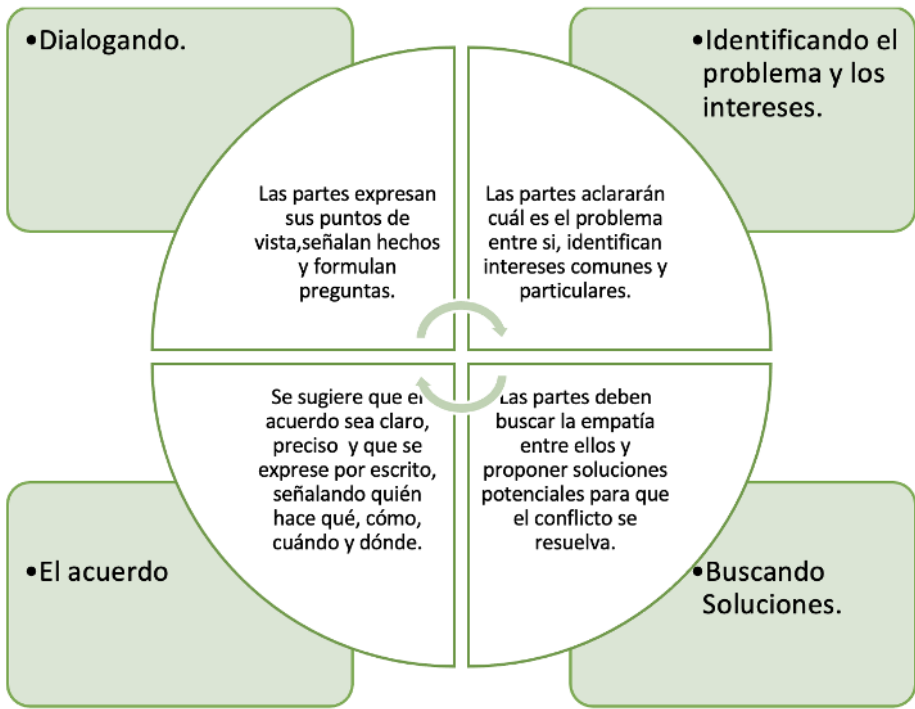 •Dialogando.
Las partes expresan
sus puntos de
vista,señalan hechos
y formulan
preguntas.
•Identificando el
problema y los
intereses.
Las partes aclararán
cuál es el problema
entre si, identifican
intereses comunes y
particulares.
•Buscando
Soluciones.
Las partes deben
buscar la empatía
entre ellos y
proponer soluciones
potenciales para que
el conflicto se
resuelva.
•El acuerdo
Se sugiere que el
acuerdo sea claro,
preciso y que se
exprese por escrito,
señalando quién
hace qué, cómo,
cuándo y dónde.